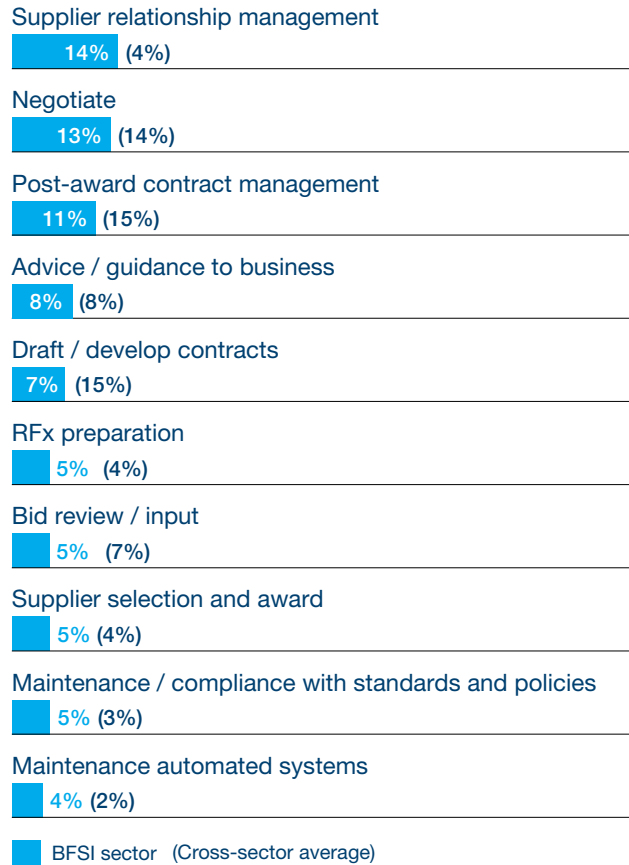 Supplier relationship management
14% (4%)
Negotiate
13% (14%)
Post-award contract management
11% (15%)
Advice / guidance to business
8% (8%)
Draft / develop contracts
7% (15%)
RFx preparation
5% (4%)
Bid review / input
5% (7%)
Supplier selection and award
5% (4%)
Maintenance / compliance with standards and policies
5% (3%)
Maintenance automated systems
4% (2%)
BFSI sector (Cross-sector average)